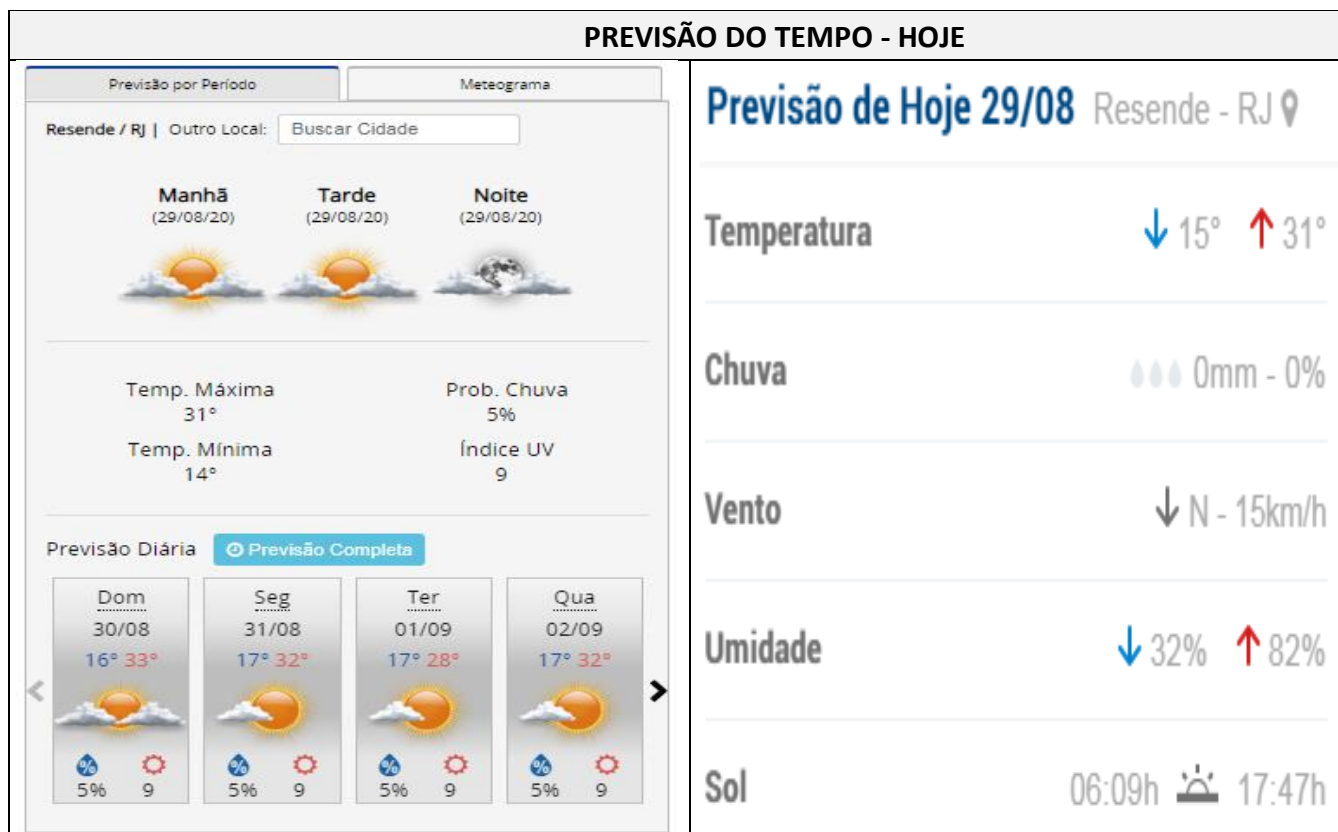 PREVISÃO DO TEMPO - HOJE
Previsão por Período
Meteograma
Resende / RJ | Outro Local: Buscar Cidade
Manhã Tarde Noite
(29/08/20) (29/08/20) (29/08/20)
Temp. Máxima Prob. Chuva
31° 5%
Temp. Mínima Índice UV
14° 9
Previsão Diária Previsão Completa
Dom Seg Ter Qua
30/08 31/08 01/09 02/09
16° 33° 17° 32° 17° 28° 17° 32°
% % % %
5% 9 5% 9 5% 9 5% 9
Previsão de Hoje 29/08 Resende - RJ
Temperatura 15° 31°
Chuva 0mm - 0%
Vento N - 15km/h
Umidade 32% 82%
Sol 06:09h 17:47h